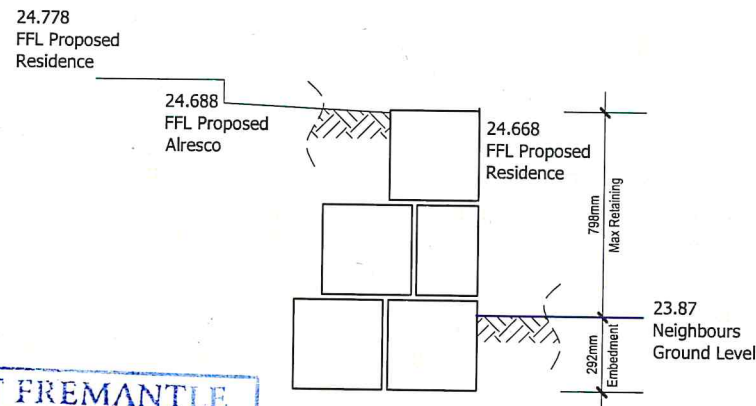 24.778
FFL Proposed
Residence
24.688
FFL Proposed
Alresco
24.668
FFL Proposed
Residence
798mm
Max Retaining
23.87
Neighbours
Ground Level
292mm
Embedment
FREMANTLE